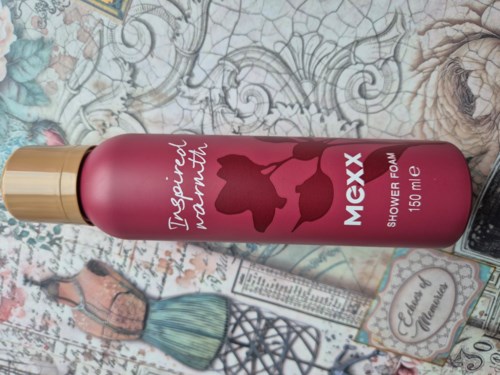 Inspired
warmth
MEXX
SHOWER FOAM
150 ml e
Echoes of
Memories